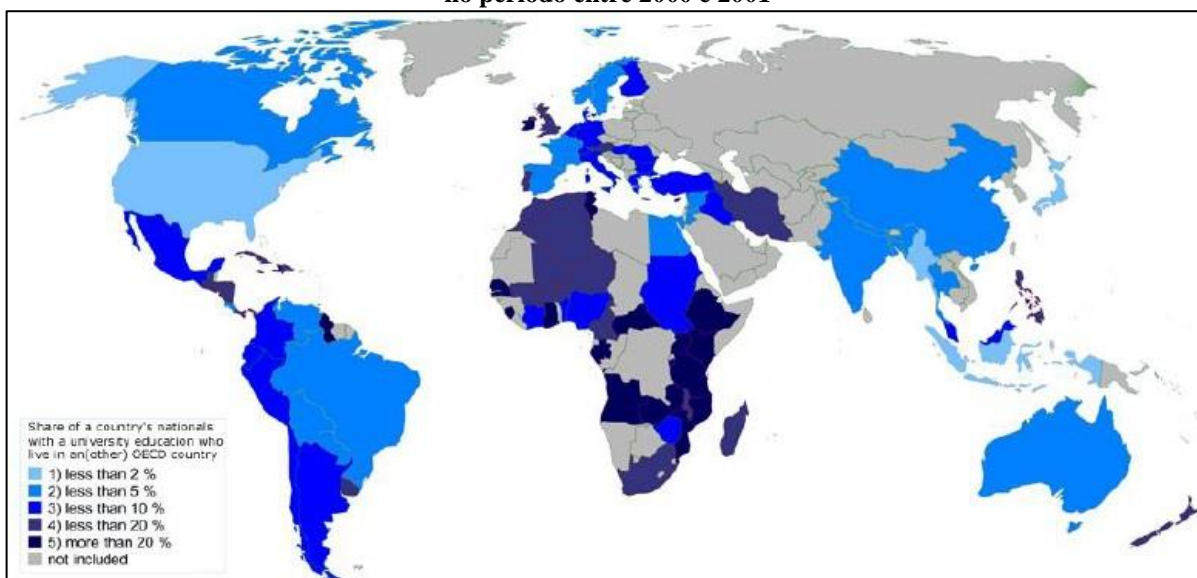 no período entre 2000 e 2001
Share of a country's nationals
with a university education who
live in an(other) OECD country
1) less than 2 %
2) less than 5 %
3) less than 10 %
4) less than 20 %
5) more than 20 %
not included